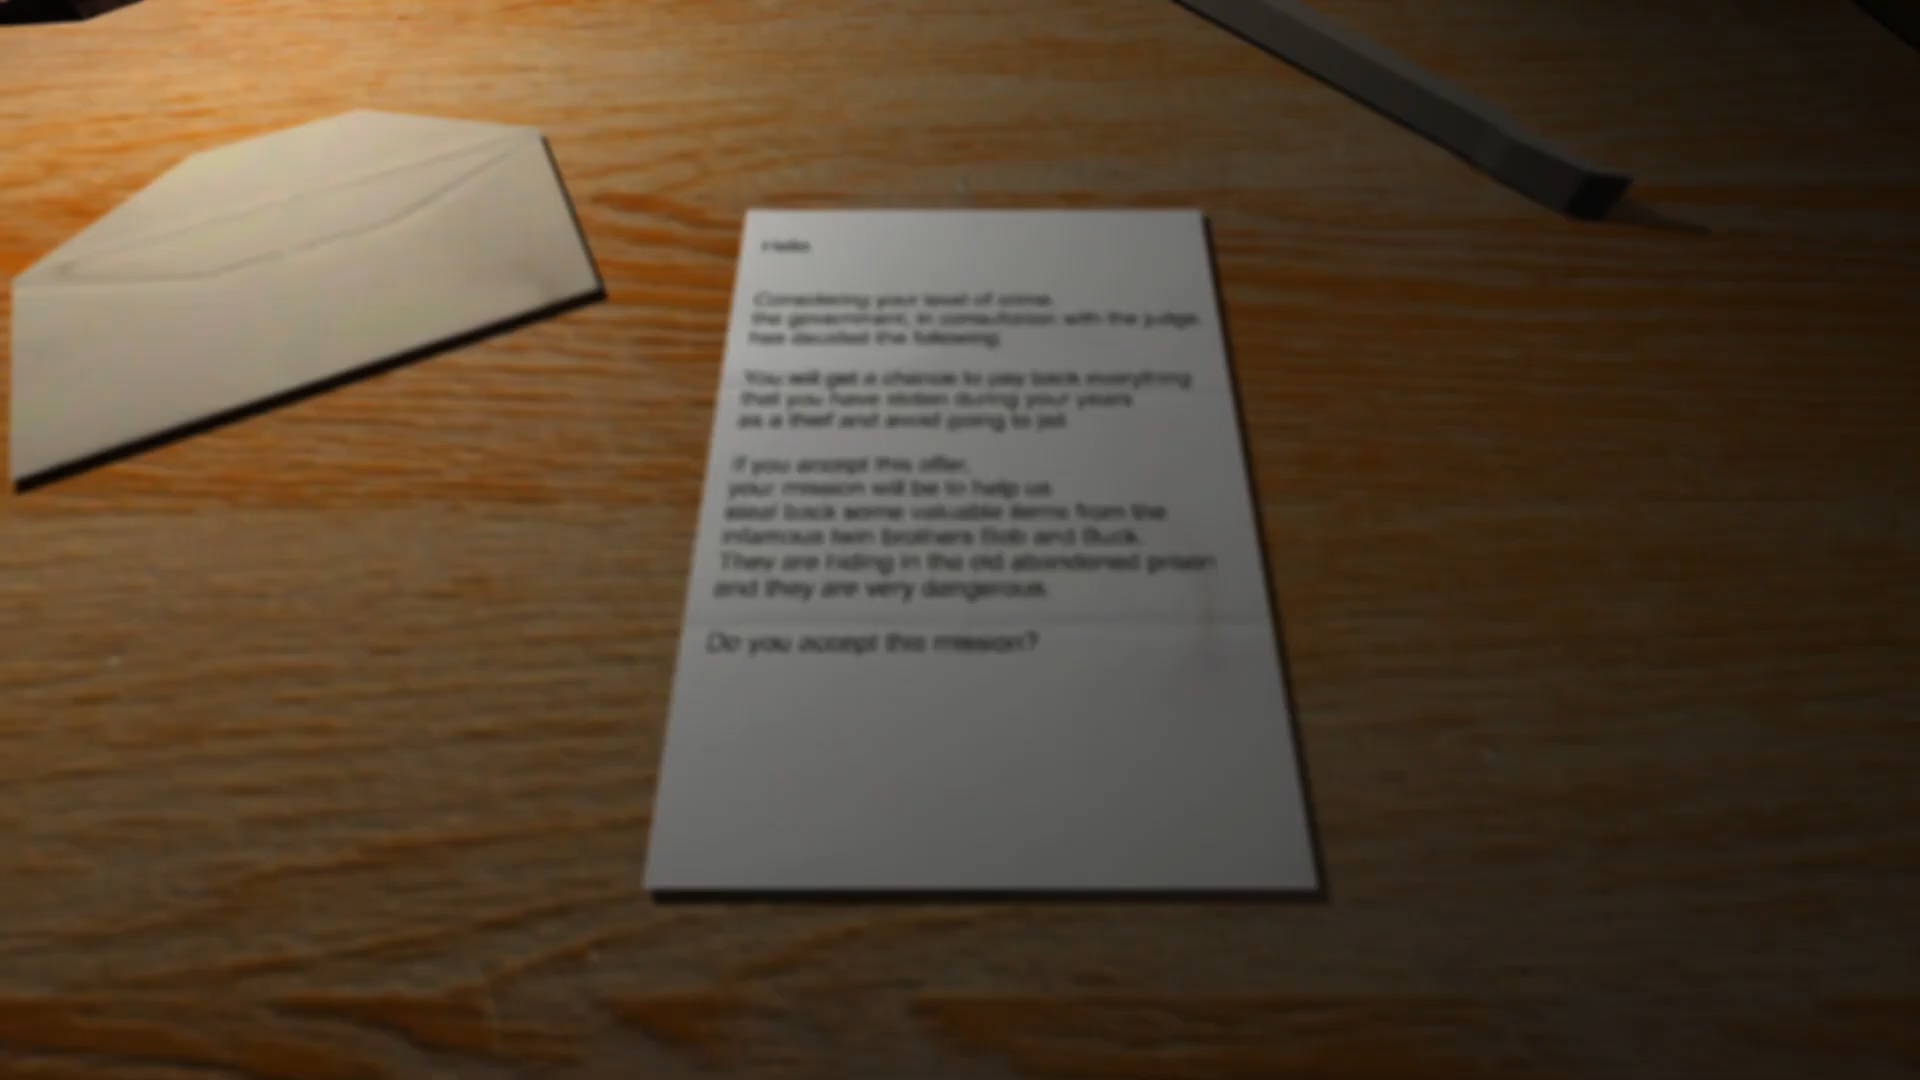 Hello
Considering your level of crime,
the government, in consultation with the judge,
has decided the following:
You will get a chance to pay back everything
that you have stolen during your years
as a thief and avoid going to jail
If you accept this offer,
your mission will be to help us
steal back some valuable items from the
infamous twin brothers Bob and Buck.
They are hiding in the old abandoned prison
and they are very dangerous.
Do you accept this mission?